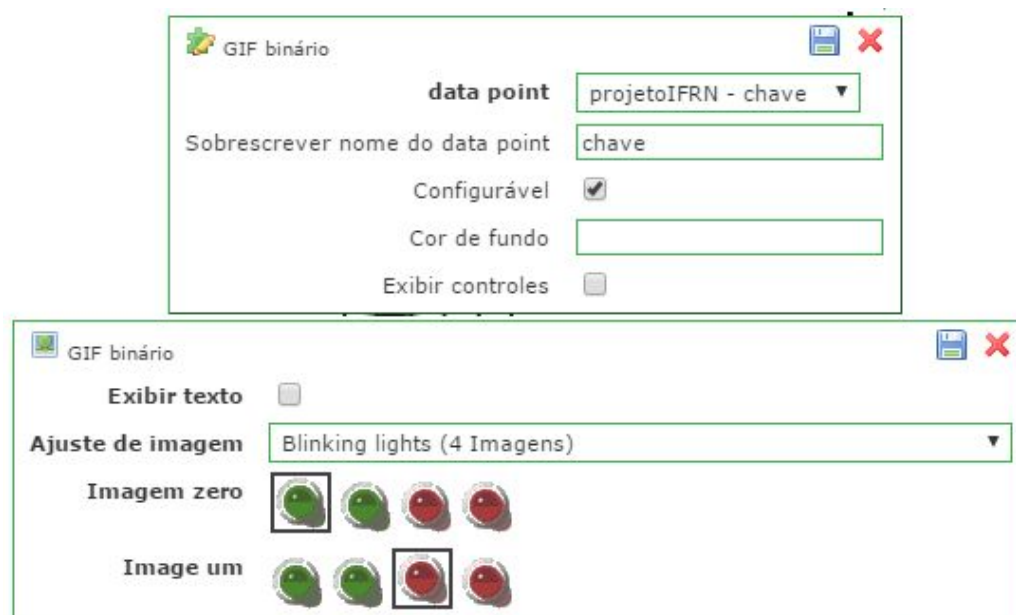 GIF binário
data point projetoIFRN - chave
Sobrescrever nome do data point chave
Configurável
Cor de fundo
Exibir controles
GIF binário
Exibir texto
Ajuste de imagem Blinking lights (4 Imagens)
Imagem zero
Image um